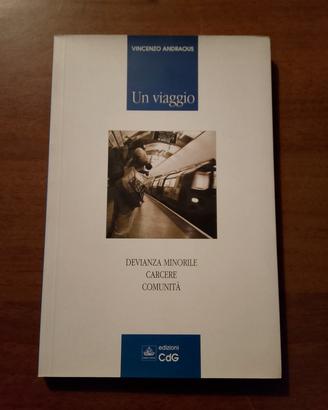 VINCENZO ANDRAOUS
Un viaggio
DEVIANZA MINORILE
CARCERE
COMUNITÀ
edizioni
CdG